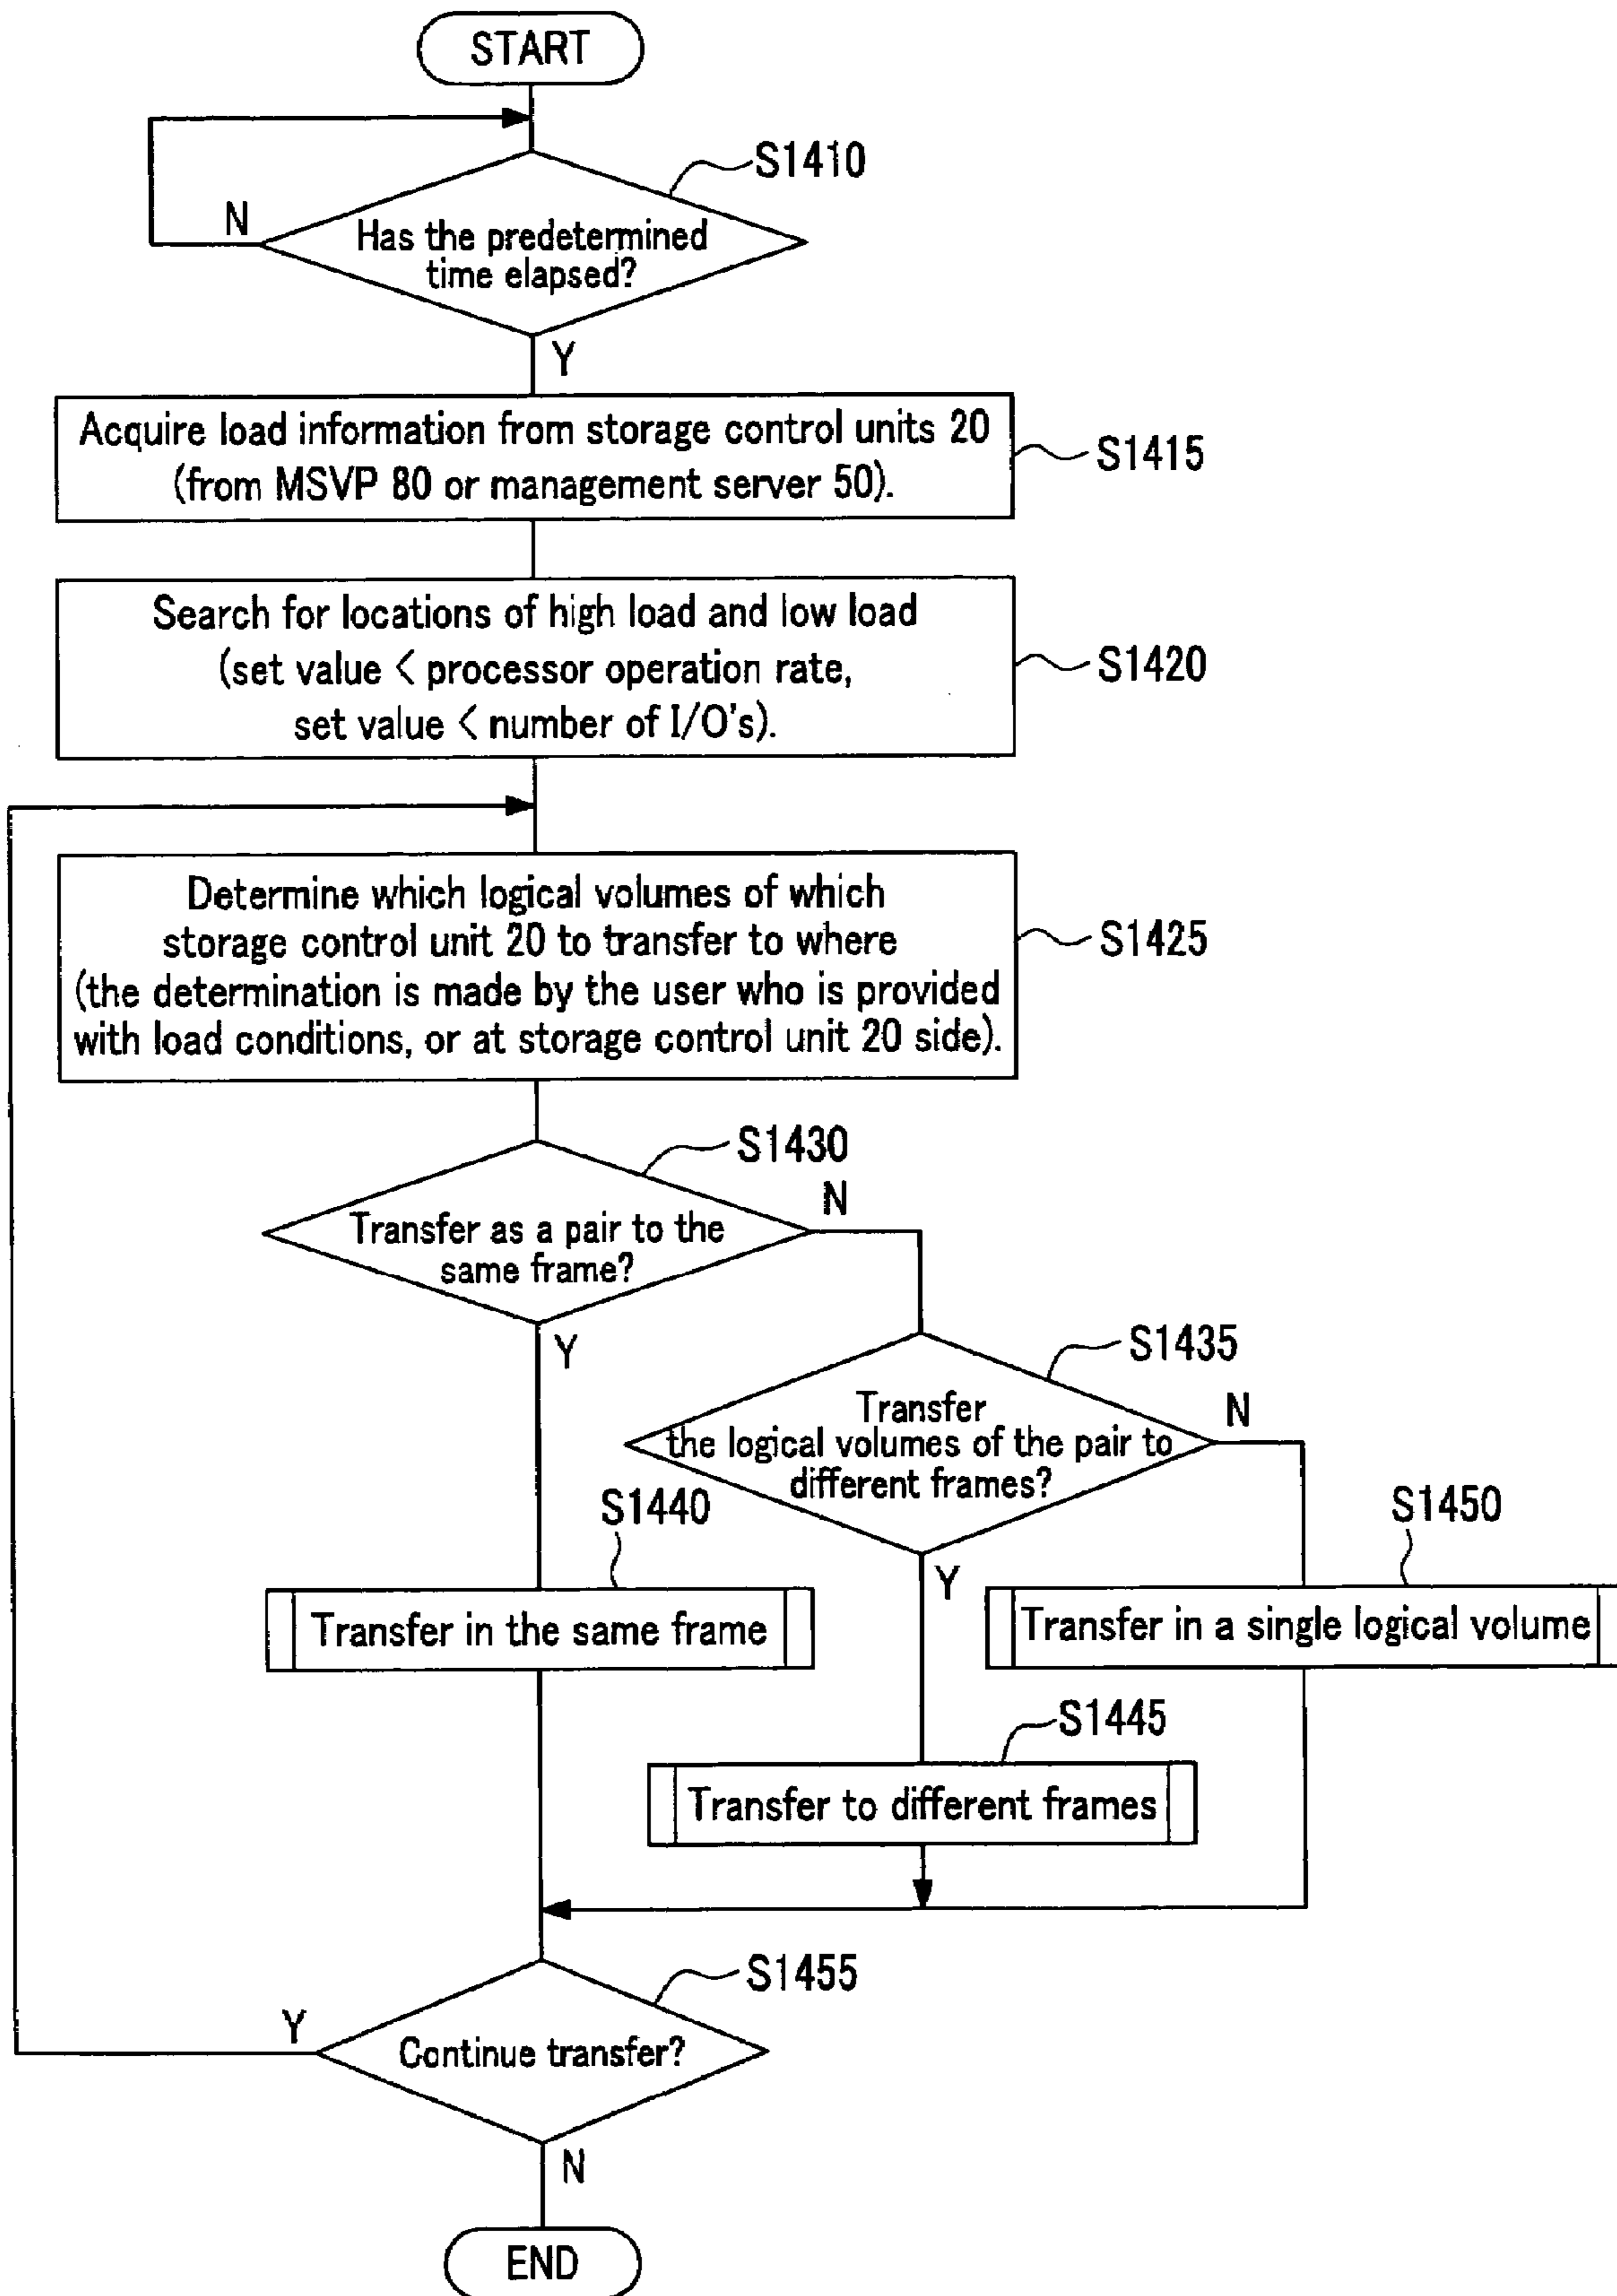 START
S1410
N
Has the predetermined
time elapsed?
Y
Acquire load information from storage control units 20
(from MSVP 80 or management server 50).
S1415
Search for locations of high load and low load
(set value < processor operation rate,
set value < number of I/O's).
S1420
Determine which logical volumes of which
storage control unit 20 to transfer to where
(the determination is made by the user who is provided
with load conditions, or at storage control unit 20 side).
S1425
S1430
N
Transfer as a pair to the
same frame?
Y
S1435
Transfer
the logical volumes of the pair to
different frames?
N
S1440
S1450
Y
Transfer in the same frame
Transfer in a single logical volume
S1445
Transfer to different frames
S1455
Y
Continue transfer?
N
END